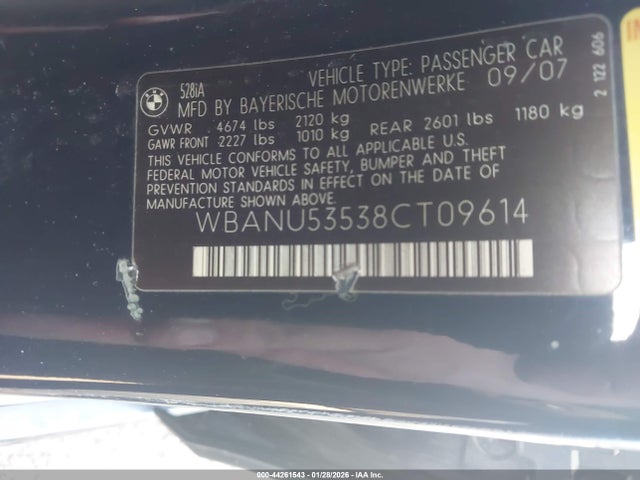 528iA
VEHICLE TYPE: PASSENGER CAR
MFD BY BAYERISCHE MOTORENWERKE 09/07
GVWR 4674 lbs 2120 kg
GAWR FRONT 2227 lbs 1010 kg REAR 2601 lbs 1180 kg
THIS VEHICLE CONFORMS TO ALL APPLICABLE U.S.
FEDERAL MOTOR VEHICLE SAFETY, BUMPER AND THEFT
PREVENTION STANDARDS IN EFFECT ON THE DATE OF
MANUFACTURE SHOWN ABOVE.
WBANU53538CT09614
2 122 606
000-44261543 - 01/28/2026 - IAA Inc.